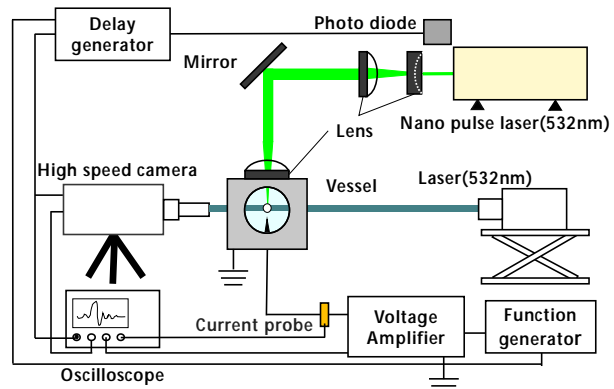 Delay
generator
Photo diode
Mirror
Nano pulse laser(532nm)
Lens
High speed camera
Vessel
Laser(532nm)
Current probe
Voltage
Amplifier
Function
generator
Oscilloscope